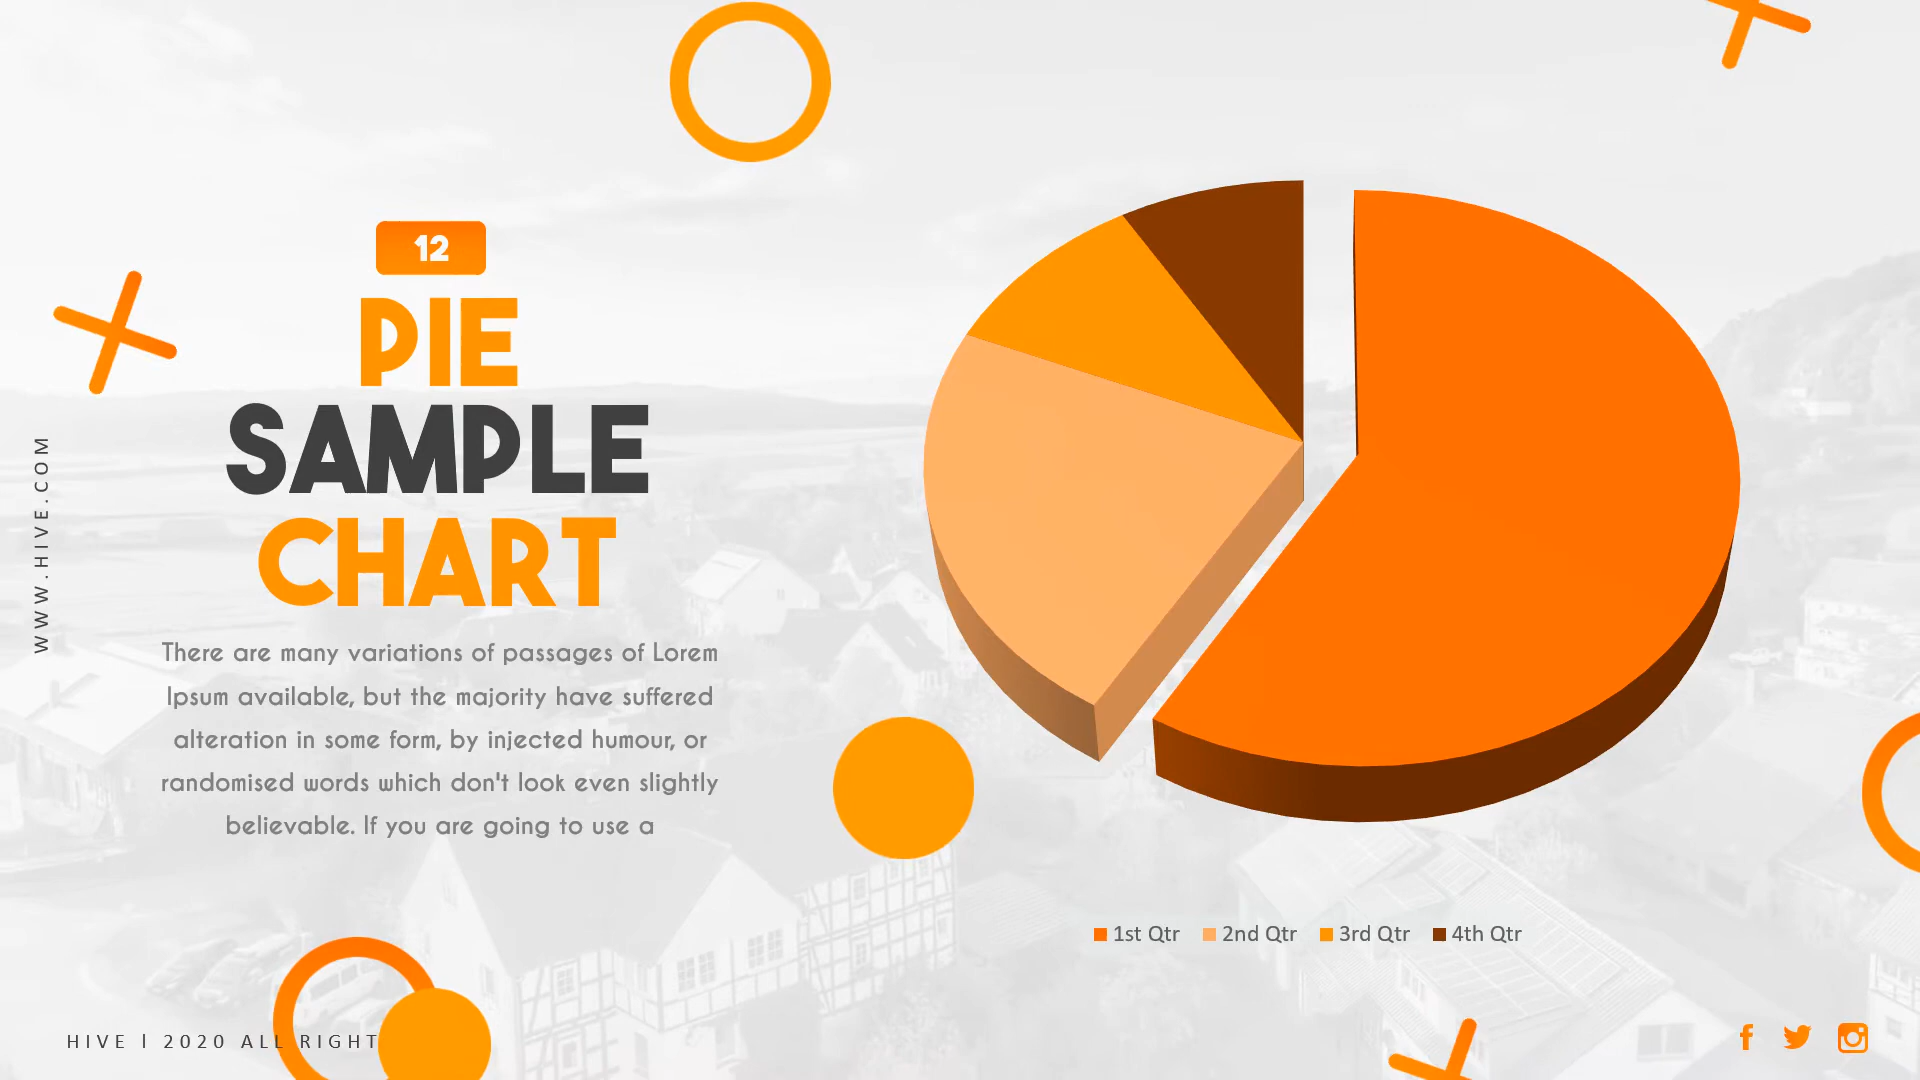 12
PIE
SAMPLE
CHART
There are many variations of passages of Lorem
Ipsum available, but the majority have suffered
alteration in some form, by injected humour, or
randomised words which don't look even slightly
believable. If you are going to use a
WWW.HIVE.COM
1st Qtr 2nd Qtr 3rd Qtr 4th Qtr
HIVE | 2020 ALL RIGHT